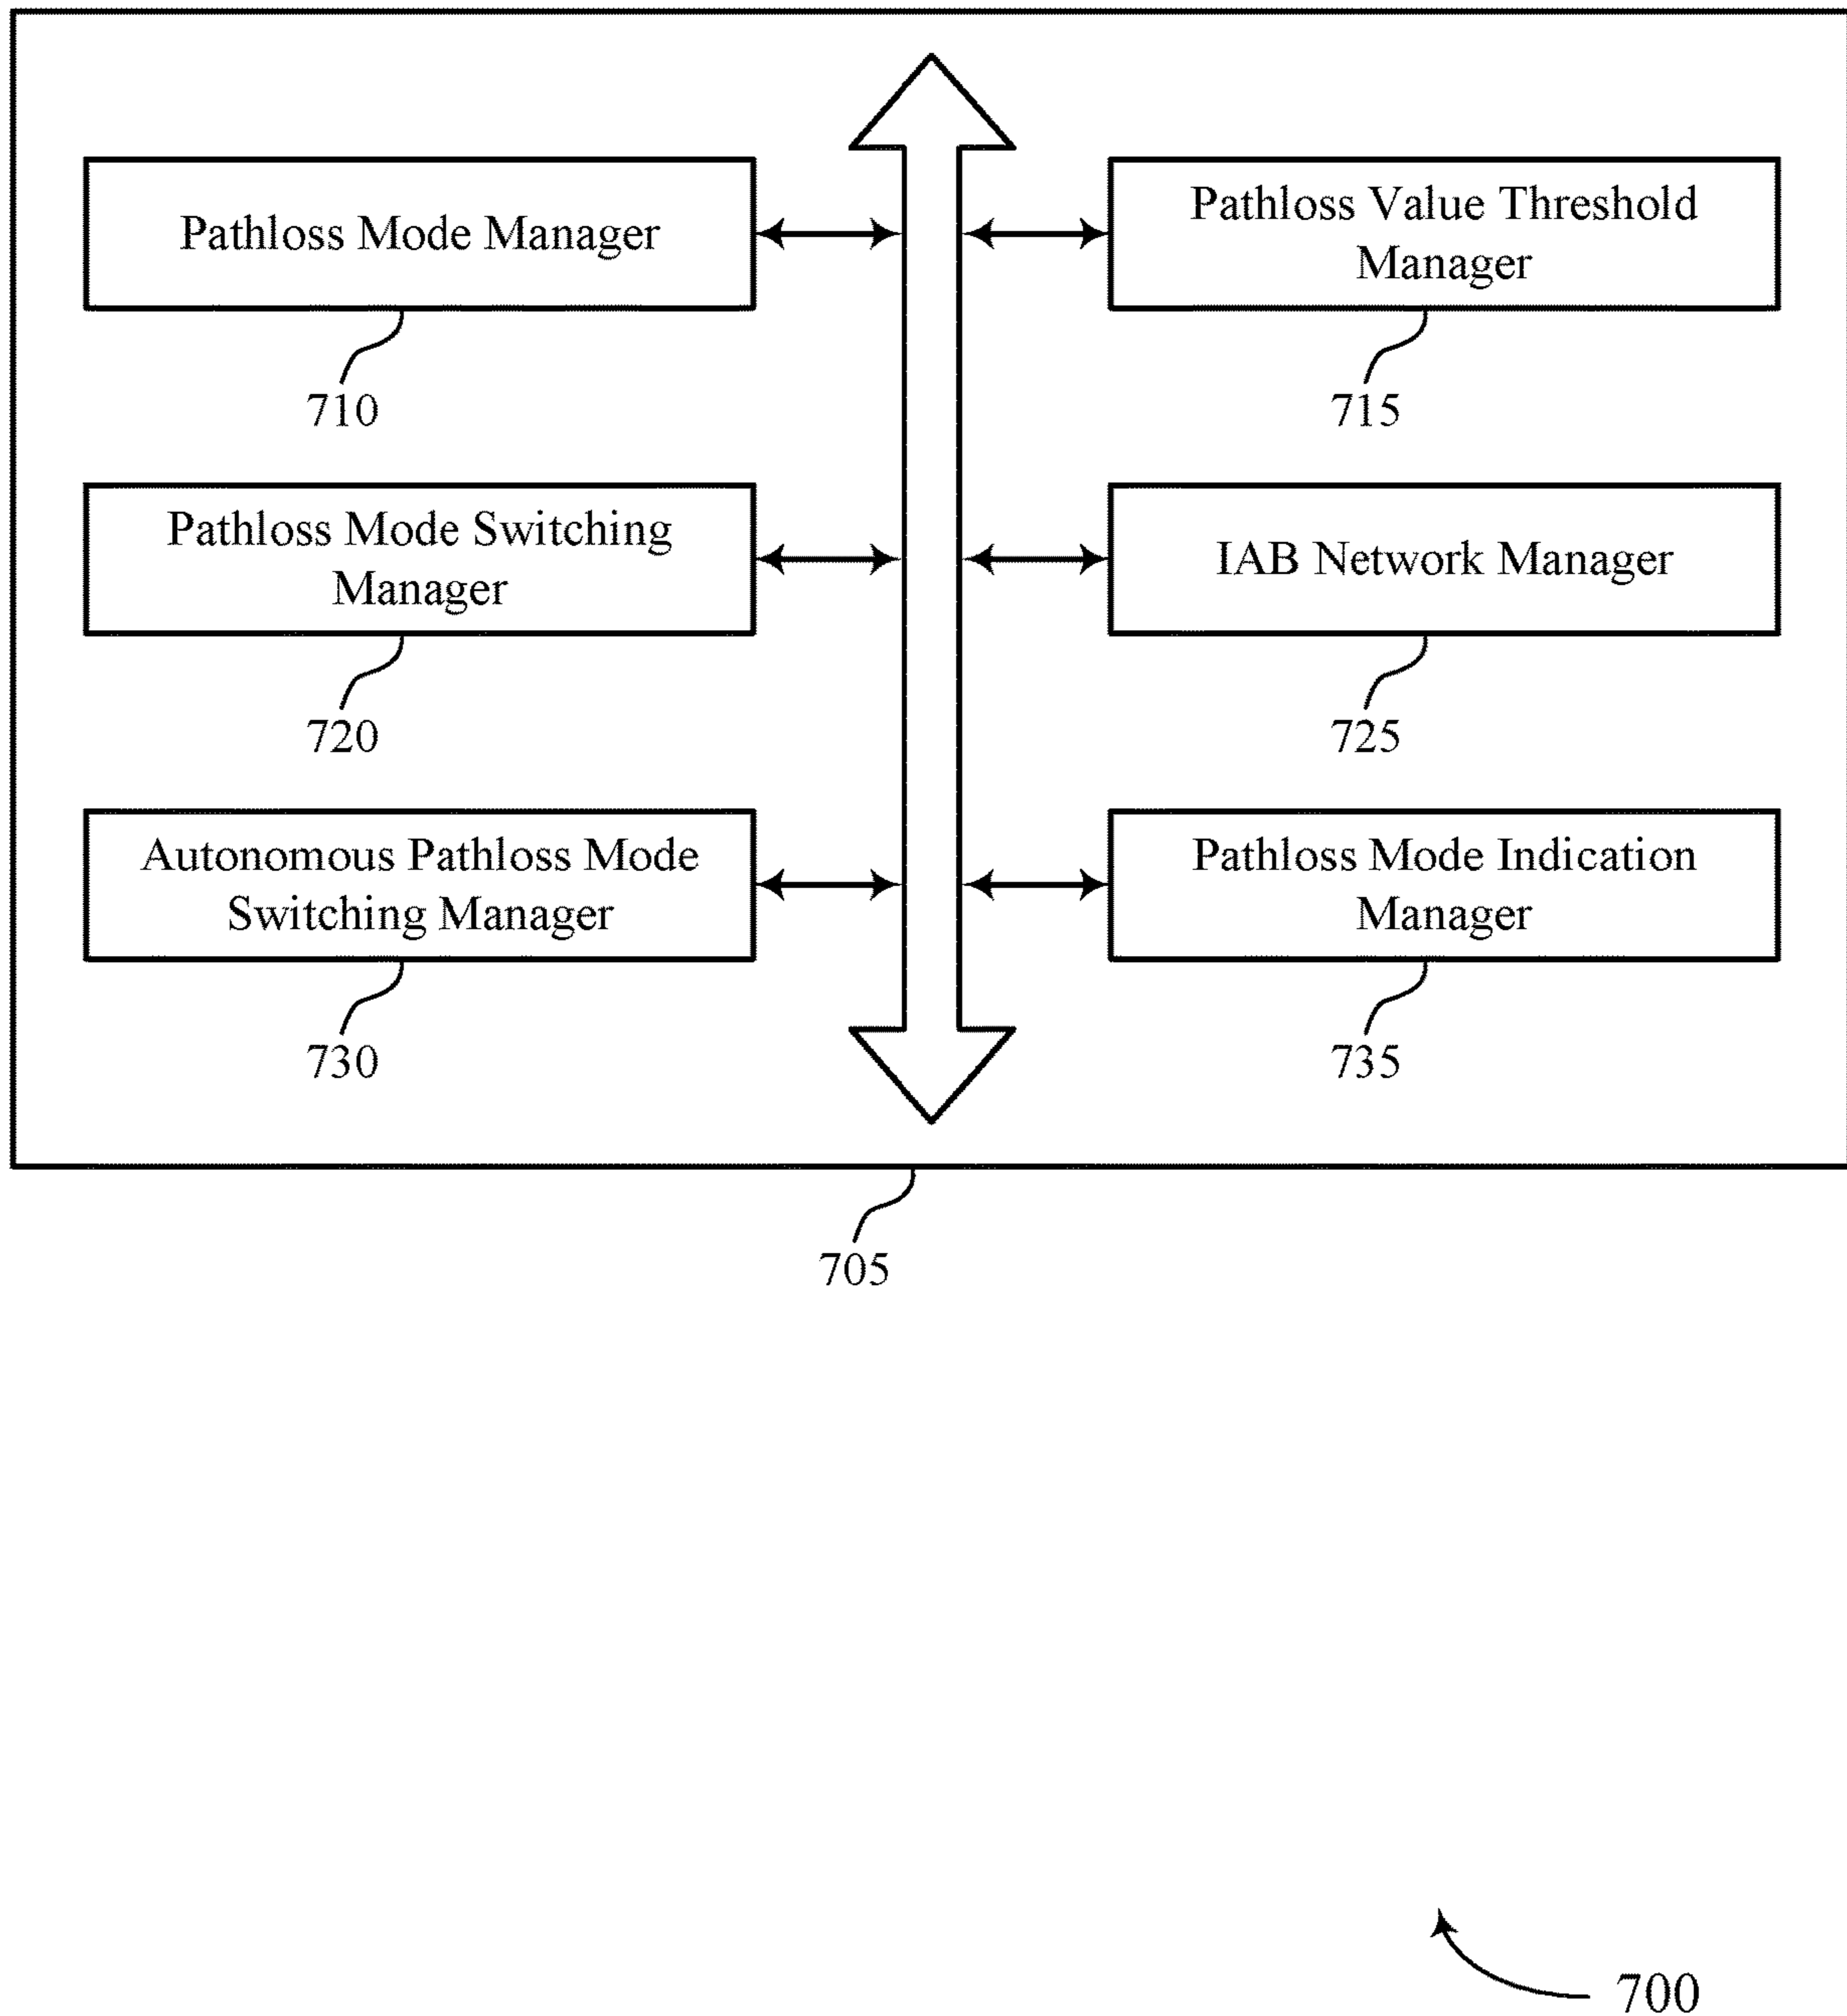 Pathloss Mode Manager
710
Pathloss Value Threshold
Manager
715
Pathloss Mode Switching
Manager
720
IAB Network Manager
725
Autonomous Pathloss Mode
Switching Manager
730
Pathloss Mode Indication
Manager
735
705
700